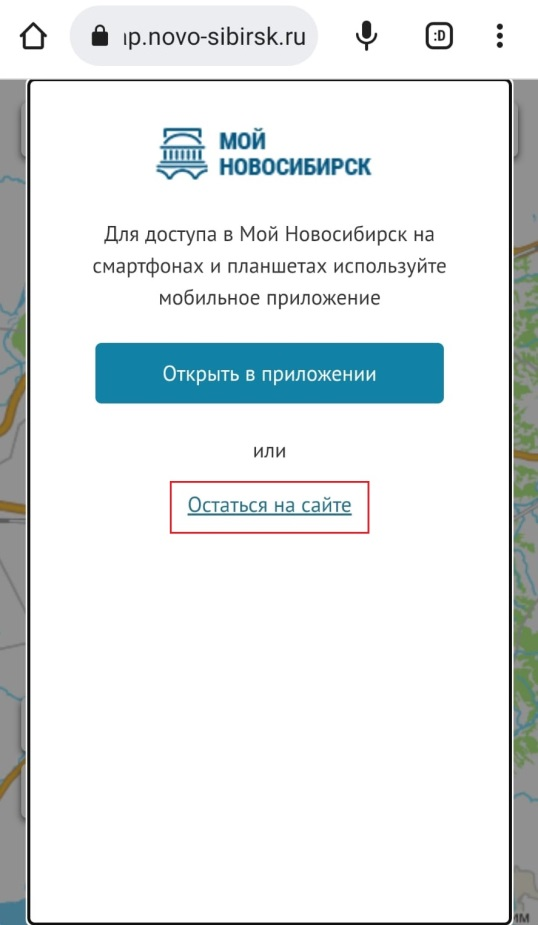 ıp.novo-sibirsk.ru
:D
МОЙ
НОВОСИБИРСК
Для доступа в Мой Новосибирск на
смартфонах и планшетах используйте
мобильное приложение
Открыть в приложении
или
Остаться на сайте